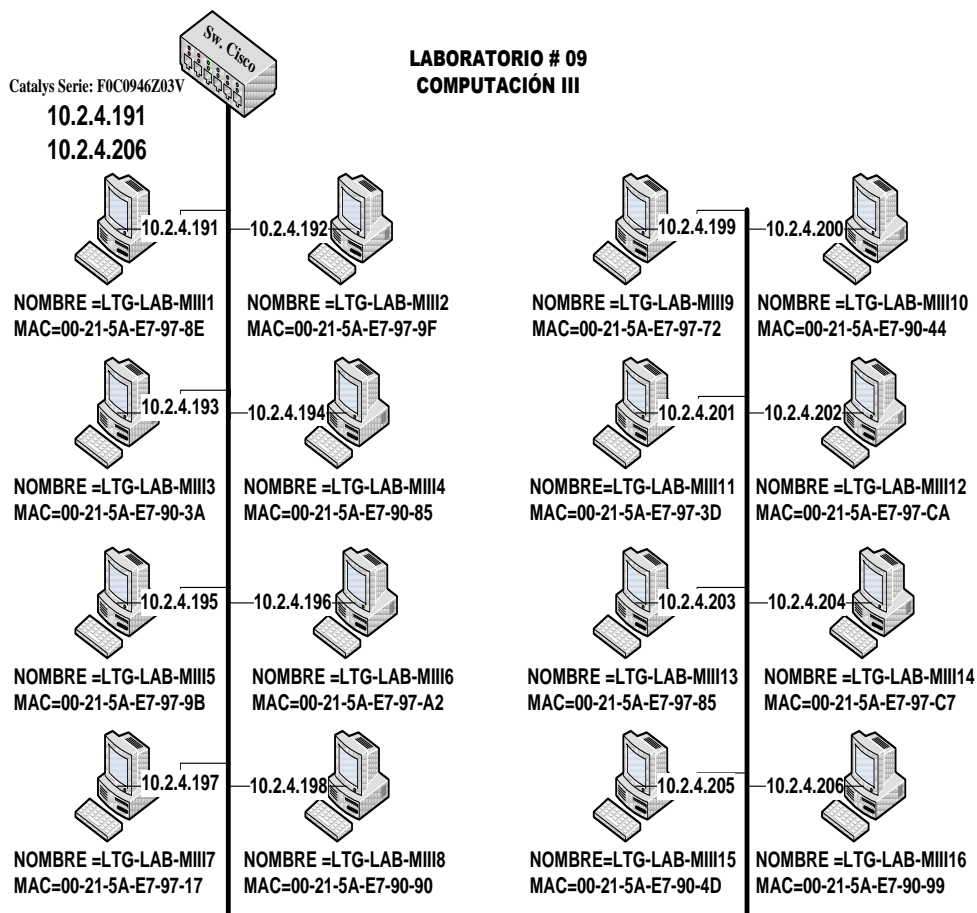 Sw. Cisco
LABORATORIO # 09
COMPUTACIÓN III
Catalys Serie: F0C0946Z03V
10.2.4.191
10.2.4.206
10.2.4.191
10.2.4.192
10.2.4.199
10.2.4.200
NOMBRE =LTG-LAB-MIII1
MAC=00-21-5A-E7-97-8E
NOMBRE =LTG-LAB-MIII2
MAC=00-21-5A-E7-97-9F
NOMBRE =LTG-LAB-MIII9
MAC=00-21-5A-E7-97-72
NOMBRE =LTG-LAB-MIII10
MAC=00-21-5A-E7-90-44
10.2.4.193
10.2.4.194
10.2.4.201
10.2.4.202
NOMBRE =LTG-LAB-MIII3
MAC=00-21-5A-E7-90-3A
NOMBRE =LTG-LAB-MIII4
MAC=00-21-5A-E7-90-85
NOMBRE=LTG-LAB-MIII11
MAC=00-21-5A-E7-97-3D
NOMBRE =LTG-LAB-MIII12
MAC=00-21-5A-E7-97-CA
10.2.4.195
10.2.4.196
10.2.4.203
10.2.4.204
NOMBRE =LTG-LAB-MIII5
MAC=00-21-5A-E7-97-9B
NOMBRE =LTG-LAB-MIII6
MAC=00-21-5A-E7-97-A2
NOMBRE =LTG-LAB-MIII13
MAC=00-21-5A-E7-97-85
NOMBRE =LTG-LAB-MIII14
MAC=00-21-5A-E7-97-C7
10.2.4.197
10.2.4.198
10.2.4.205
10.2.4.206
NOMBRE =LTG-LAB-MIII7
MAC=00-21-5A-E7-97-17
NOMBRE =LTG-LAB-MIII8
MAC=00-21-5A-E7-90-90
NOMBRE=LTG-LAB-MIII15
MAC=00-21-5A-E7-90-4D
NOMBRE =LTG-LAB-MIII16
MAC=00-21-5A-E7-90-99